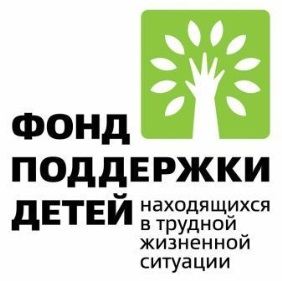 ФОНД
ПОДДЕРЖКИ
ДЕТЕЙ
находящихся
в трудной
жизненной
ситуации